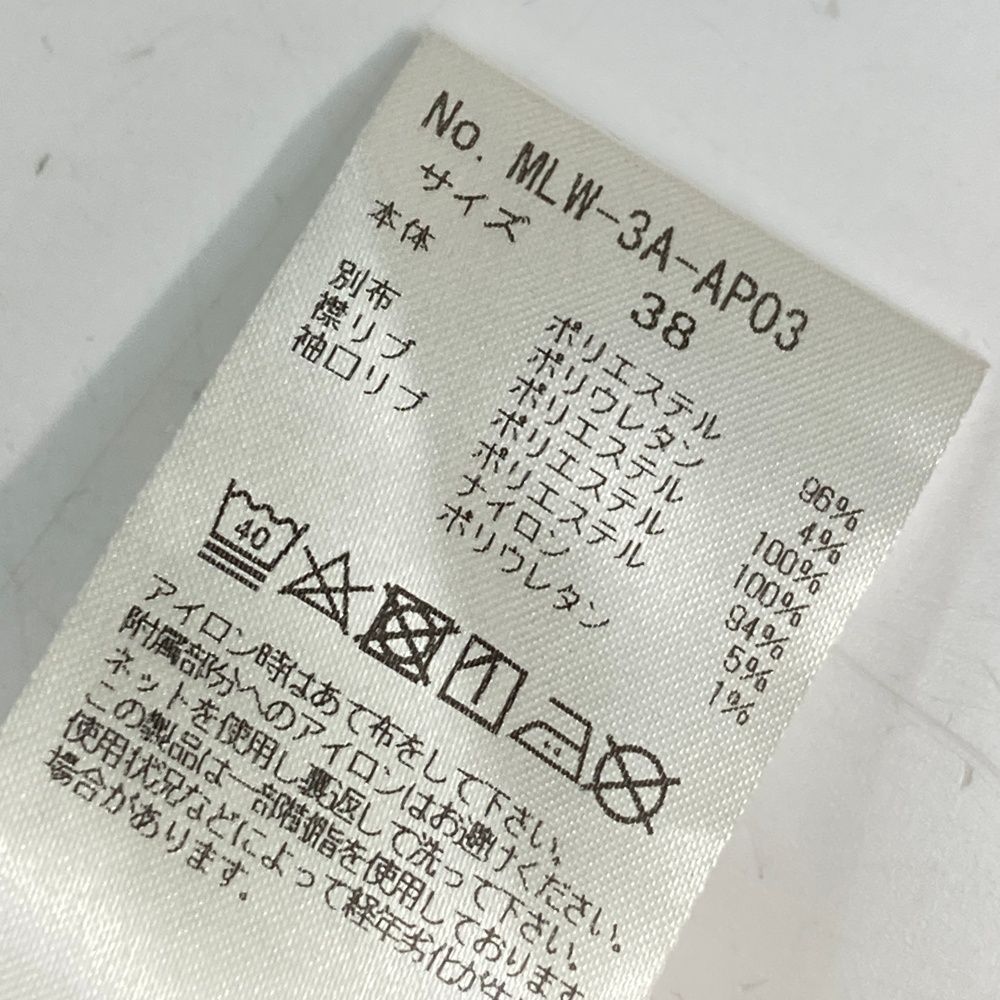 No. MLW-3A-AP03
サイズ 38
本体 ポリエステル 96%
ポリウレタン 4%
別布 ポリエステル 100%
襟リブ ポリエステル 100%
袖口リブ ポリエステル 94%
ナイロン 5%
ポリウレタン 1%
40
アイロン時はあて布をして下さい。
附属部分へのアイロンはお避けください。
ネットを使用し裏返して洗って下さい。
この製品は一部樹脂を使用しております
使用状況などによって経年劣化が生
場合があります。